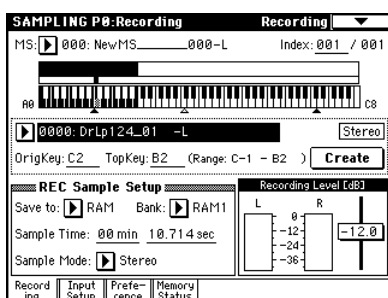 SAMPLING P0:Recording Recording
MS: 000: NewMS______000-L Index: 001 / 001
A0 C8
0000: DrLp124_01 -L Stereo
OrigKey: C2 TopKey: B2 (Range: C-1 - B2 ) Create
REC Sample Setup
Recording Level [dB]
Save to: RAM Bank: RAM1
Sample Time: 00 min 10.714 sec
Sample Mode: Stereo
L R
0
-12
-24
-36
-12.0
Record ing Input Setup Prefe- rence Memory Status